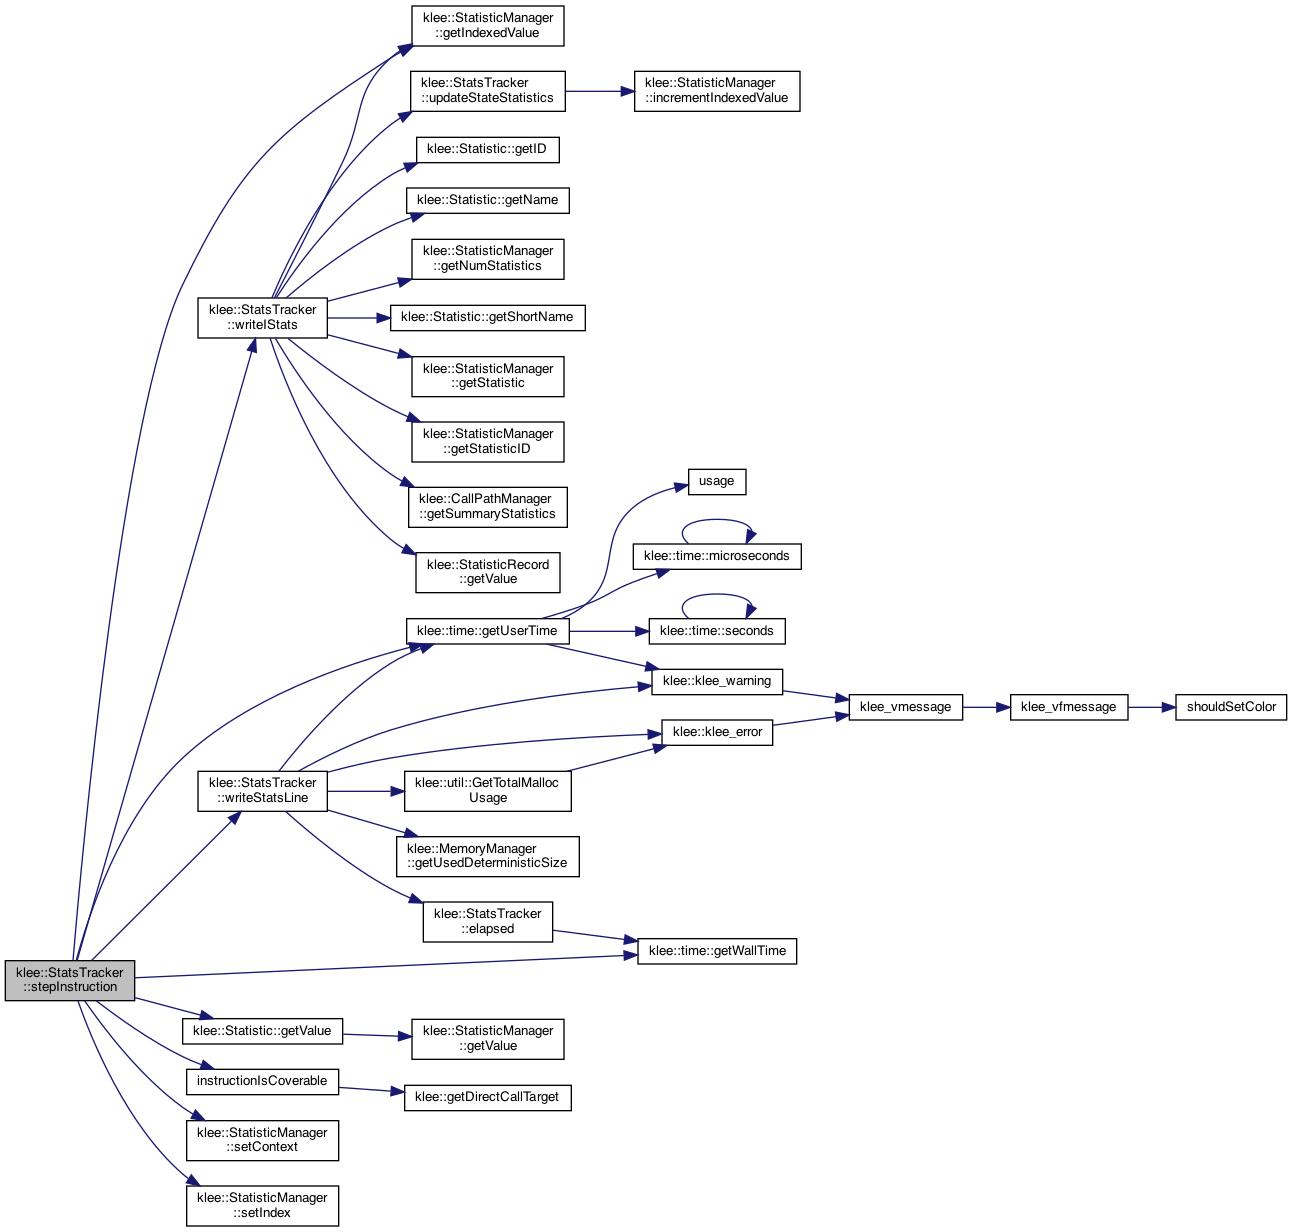 klee::StatisticManager
::getIndexedValue
klee::StatsTracker
::updateStateStatistics
klee::StatisticManager
::incrementIndexedValue
klee::Statistic::getID
klee::Statistic::getName
klee::StatisticManager
::getNumStatistics
klee::StatsTracker
::writeIStats
klee::Statistic::getShortName
klee::StatisticManager
::getStatistic
klee::StatisticManager
::getStatisticID
klee::CallPathManager
::getSummaryStatistics
klee::StatisticRecord
::getValue
usage
klee::time::microseconds
klee::time::getUserTime
klee::time::seconds
klee::klee_warning
klee_vmessage
klee_vfmessage
shouldSetColor
klee::klee_error
klee::StatsTracker
::writeStatsLine
klee::util::GetTotalMalloc
Usage
klee::MemoryManager
::getUsedDeterministicSize
klee::StatsTracker
::elapsed
klee::time::getWallTime
klee::StatsTracker
::stepInstruction
klee::Statistic::getValue
klee::StatisticManager
::getValue
instructionIsCoverable
klee::getDirectCallTarget
klee::StatisticManager
::setContext
klee::StatisticManager
::setIndex